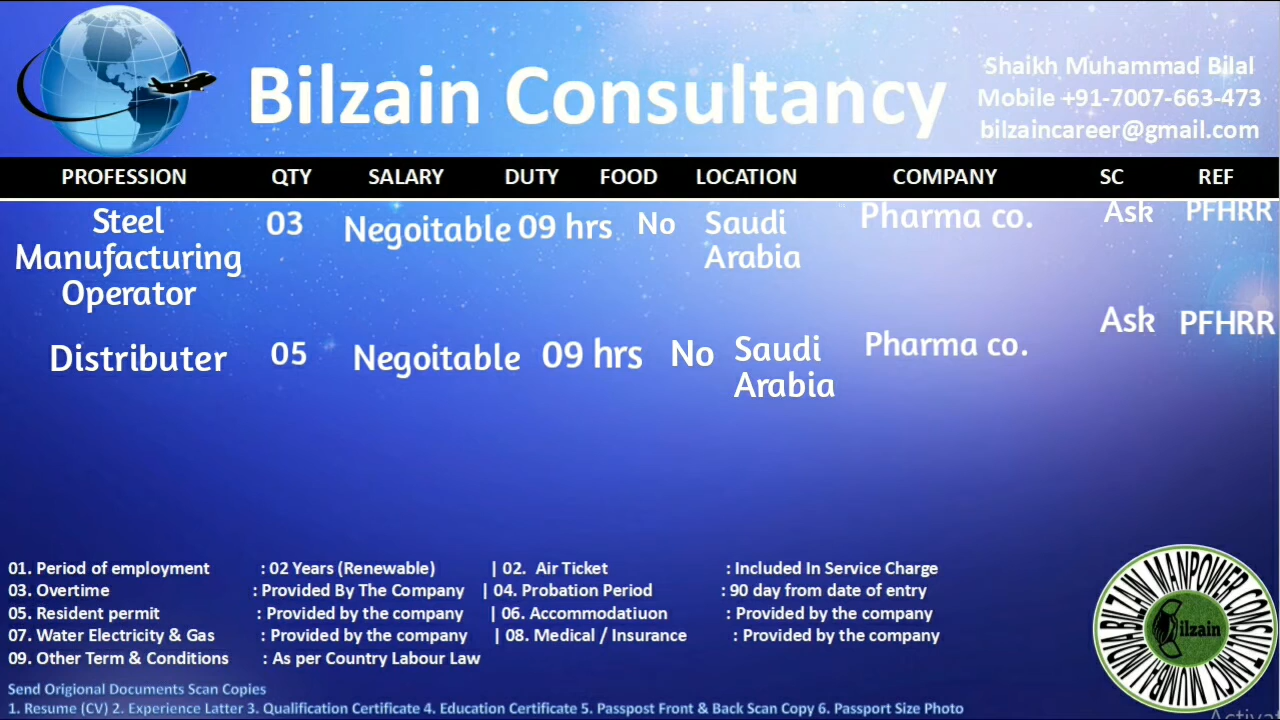 Bilzain Consultancy
Shaikh Muhammad Bilal
Mobile +91-7007-663-473
bilzaincareer@gmail.com
PROFESSION QTY SALARY DUTY FOOD LOCATION COMPANY SC REF
Steel Manufacturing Operator 03 Negoitable 09 hrs No Saudi Arabia Pharma co. Ask PFHRR
Distributer 05 Negoitable 09 hrs No Saudi Arabia Pharma co. Ask PFHRR
01. Period of employment : 02 Years (Renewable) | 02. Air Ticket : Included In Service Charge
03. Overtime : Provided By The Company | 04. Probation Period : 90 day from date of entry
05. Resident permit : Provided by the company | 06. Accommodatiuon : Provided by the company
07. Water Electricity & Gas : Provided by the company | 08. Medical / Insurance : Provided by the company
09. Other Term & Conditions : As per Country Labour Law
Send Origional Documents Scan Copies
1. Resume (CV) 2. Experience Latter 3. Qualification Certificate 4. Education Certificate 5. Passpost Front & Back Scan Copy 6. Passport Size Photo
ilzain